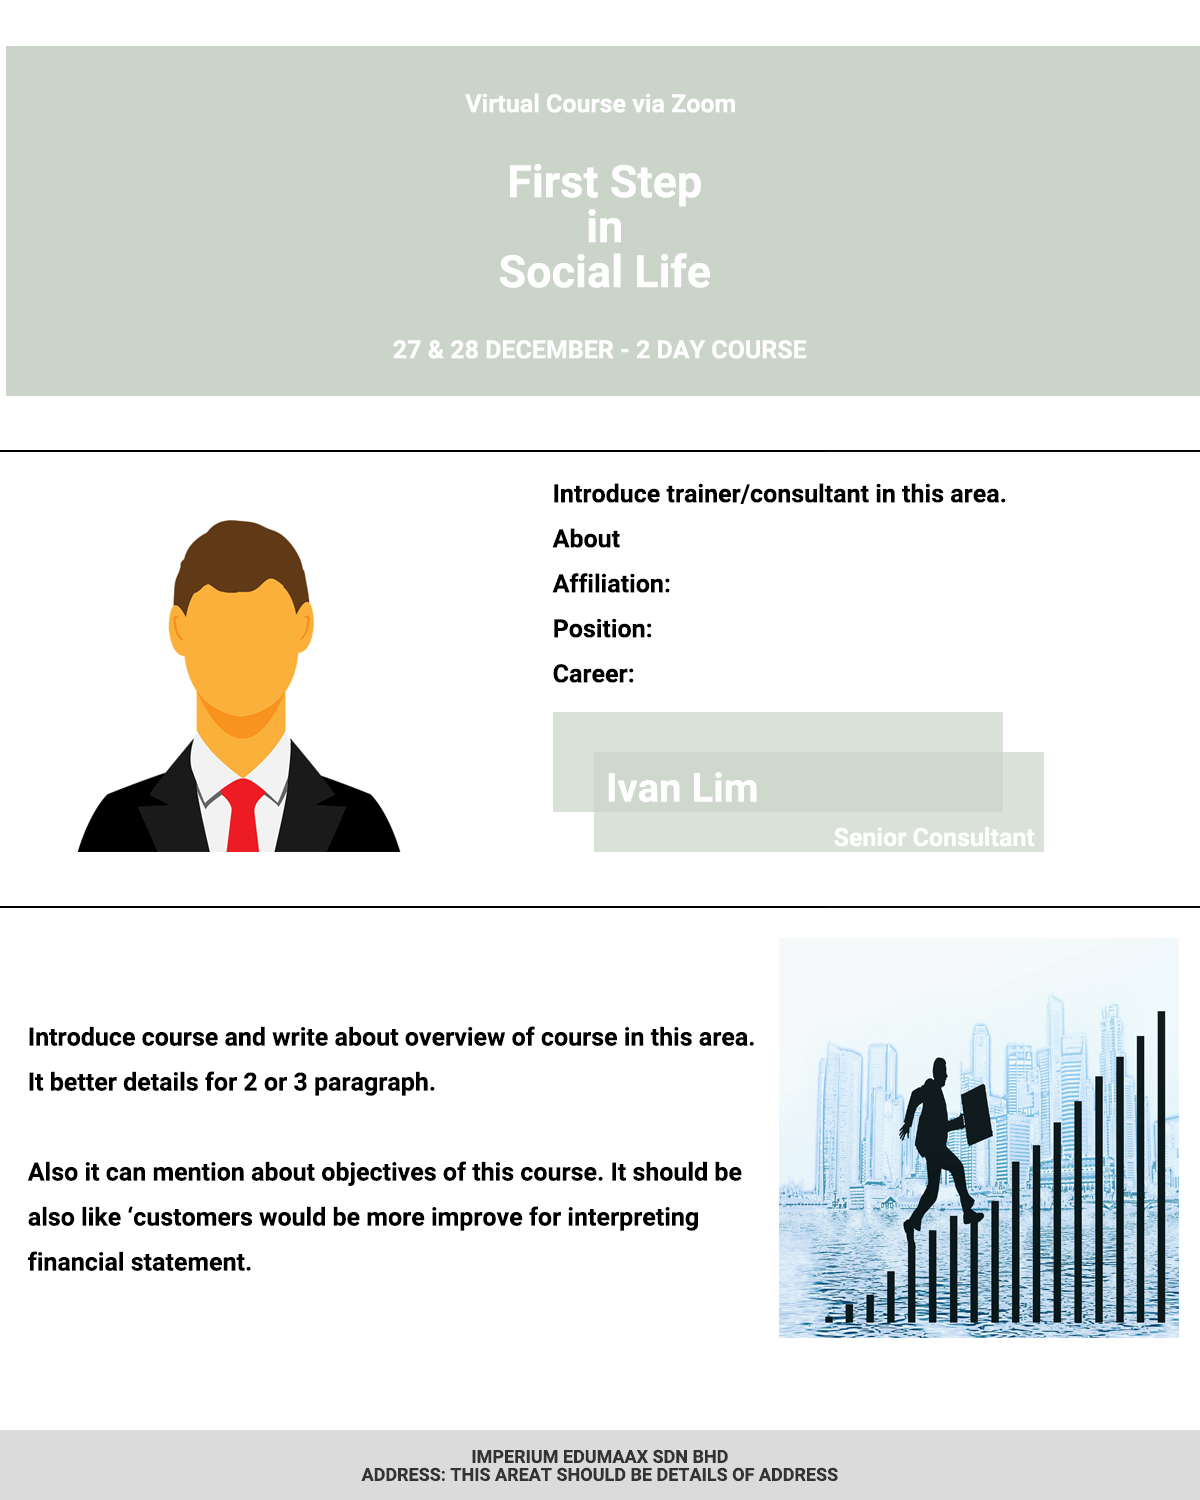 Virtual Course via Zoom
First Step
in
Social Life
27 & 28 DECEMBER - 2 DAY COURSE
Introduce trainer/consultant in this area.
About
Affiliation:
Position:
Career:
Ivan Lim
Senior Consultant
Introduce course and write about overview of course in this area.
It better details for 2 or 3 paragraph.
Also it can mention about objectives of this course. It should be
also like ‘customers would be more improve for interpreting
financial statement.
IMPERIUM EDUMAAX SDN BHD
ADDRESS: THIS AREAT SHOULD BE DETAILS OF ADDRESS